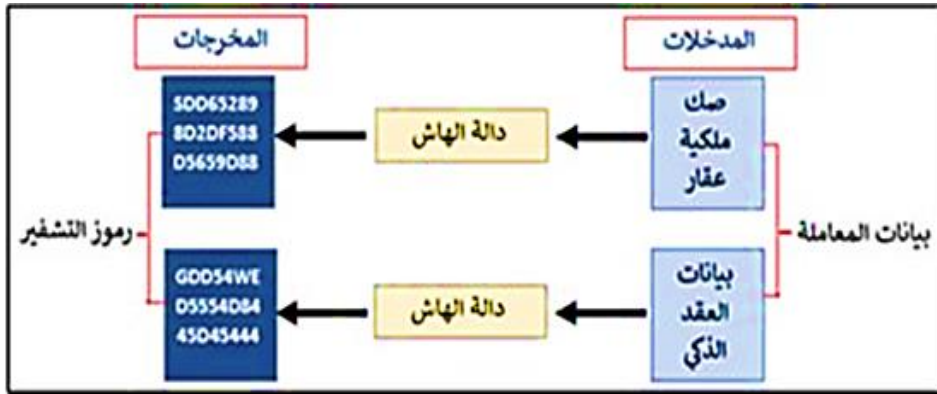 المدخلات
المخرجات
صك
ملكية
عقار
دالة الهاش
SDD65289
8D2DF588
D5659D88
بيانات المعاملة
رموز التشفير
بيانات
العقد
الذكي
دالة الهاش
GDD54WE
D5554D84
45D45444